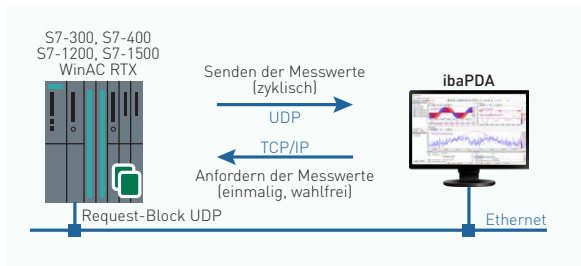 S7-300, S7-400
S7-1200, S7-1500
WinAC RTX
Senden der Messwerte
(zyklisch)
UDP
ibaPDA
TCP/IP
Anfordern der Messwerte
(einmalig, wahlfrei)
Request-Block UDP
Ethernet